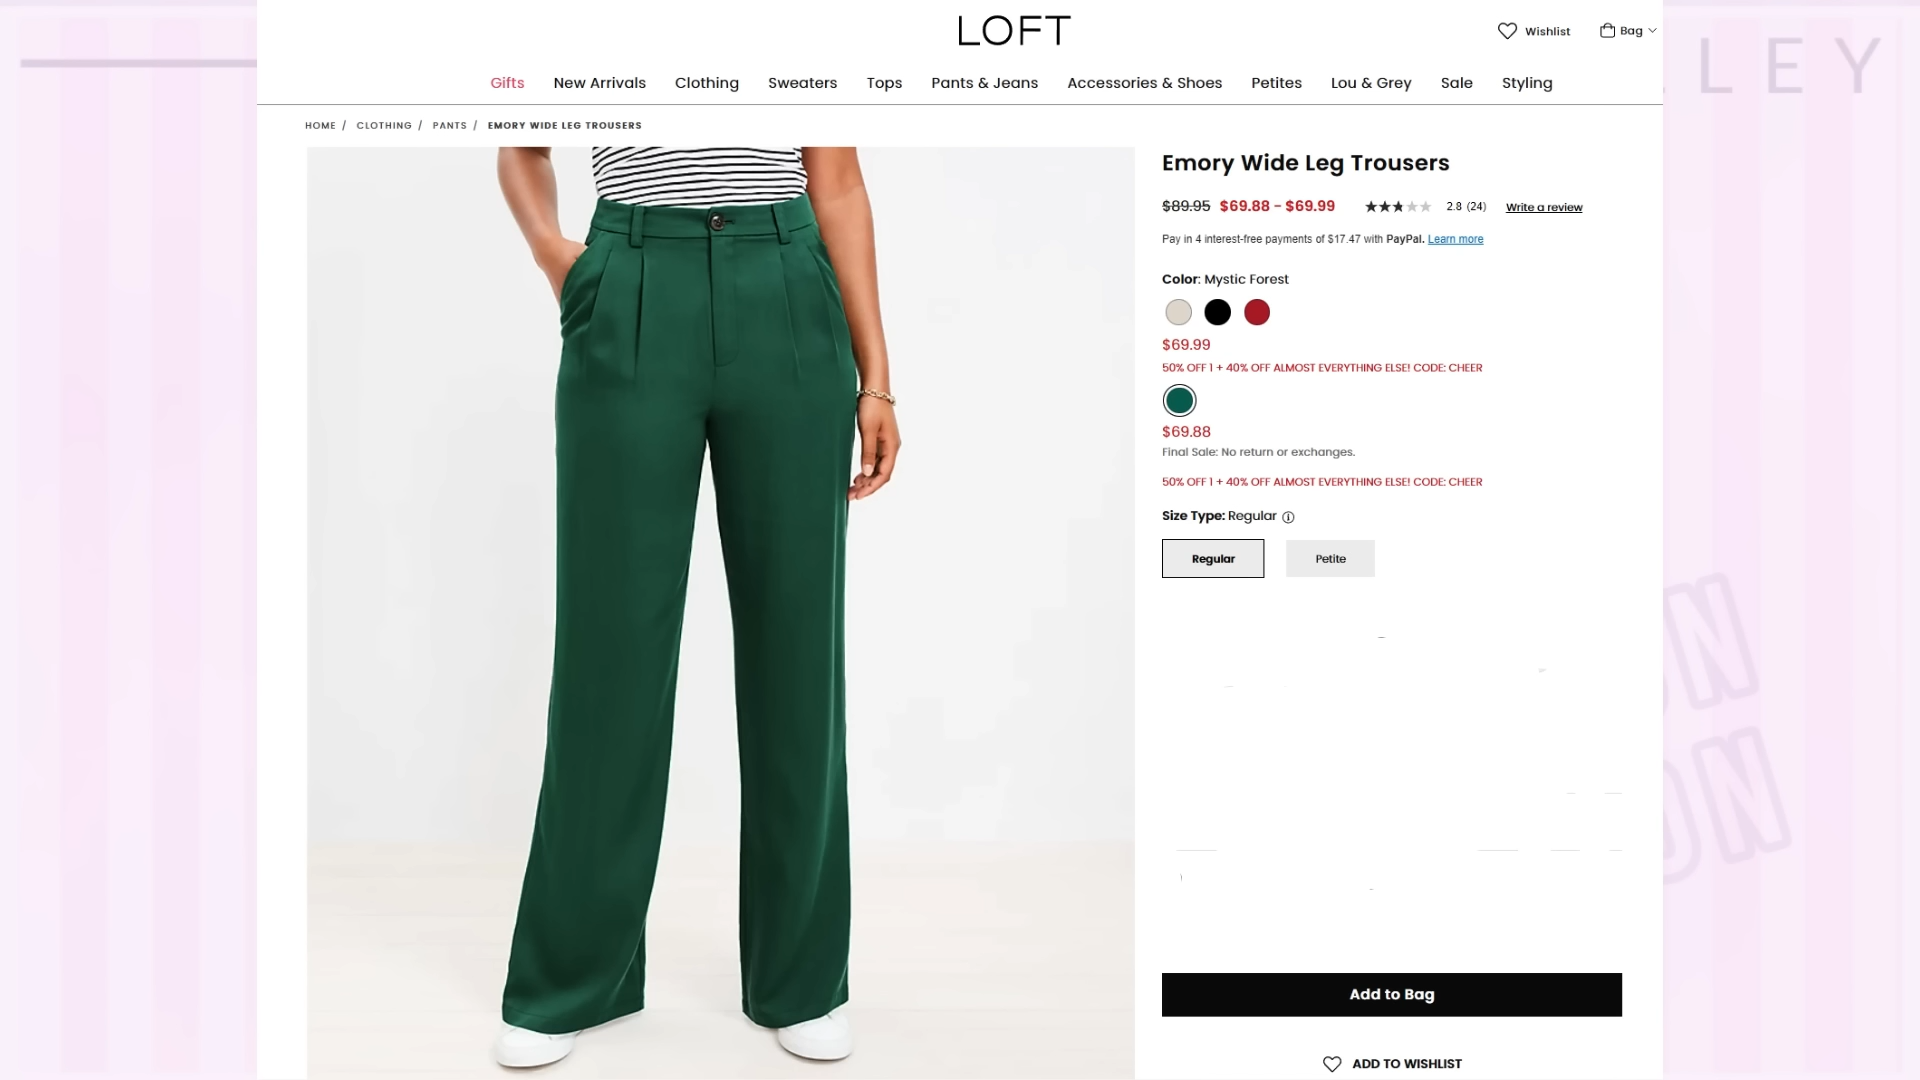 LOFT
Wishlist
Bag
LEY
Gifts New Arrivals Clothing Sweaters Tops Pants & Jeans Accessories & Shoes Petites Lou & Grey Sale Styling
HOME / CLOTHING / PANTS / EMORY WIDE LEG TROUSERS
Emory Wide Leg Trousers
$89.95 $69.88 - $69.99 2.8 (24) Write a review
Pay in 4 interest-free payments of $17.47 with PayPal. Learn more
Color: Mystic Forest
$69.99
50% OFF 1 + 40% OFF ALMOST EVERYTHING ELSE! CODE: CHEER
$69.88
Final Sale: No return or exchanges.
50% OFF 1 + 40% OFF ALMOST EVERYTHING ELSE! CODE: CHEER
Size Type: Regular
Regular Petite
ON
ON
Add to Bag
ADD TO WISHLIST